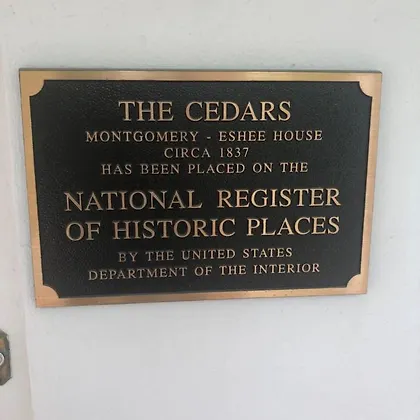 THE CEDARS
MONTGOMERY - ESHEE HOUSE
CIRCA 1837
HAS BEEN PLACED ON THE
NATIONAL REGISTER
OF HISTORIC PLACES
BY THE UNITED STATES
DEPARTMENT OF THE INTERIOR